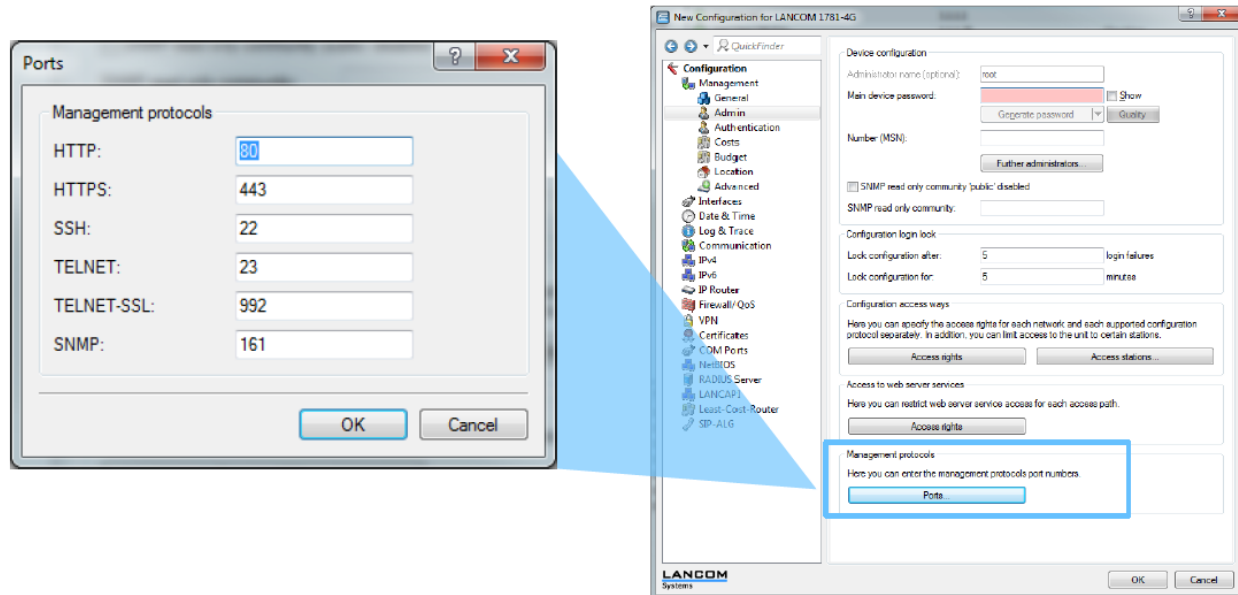 Ports
Management protocols
HTTP:
80
HTTPS:
443
SSH:
22
TELNET:
23
TELNET-SSL:
992
SNMP:
161
OK
Cancel
New Configuration for LANCOM 1781-4G
QuickFinder
Configuration
Management
General
Admin
Authentication
Costs
Budget
Location
Advanced
Interfaces
Date & Time
Log & Trace
Communication
IPv4
IPv6
IP Router
Firewall/QoS
VPN
Certificates
COM Ports
NetBIOS
RADIUS Server
LANCAPI
Least-Cost-Router
SIP-ALG
Device configuration
Administrator name (optional):
root
Main device password:
Show
Generate password
Quality
Number (MSN):
Further administrators...
SNMP read only community 'public' disabled
SNMP read only community:
Configuration login lock
Lock configuration after:
5
login failures
Lock configuration for:
5
minutes
Configuration access ways
Here you can specify the access rights for each network and each supported configuration
protocol separately. In addition, you can limit access to the unit to certain stations.
Access rights
Access stations...
Access to web server services
Here you can restrict web server service access for each access path.
Access rights
Management protocols
Here you can enter the management protocols port numbers.
Ports...
LANCOM
Systems
OK
Cancel